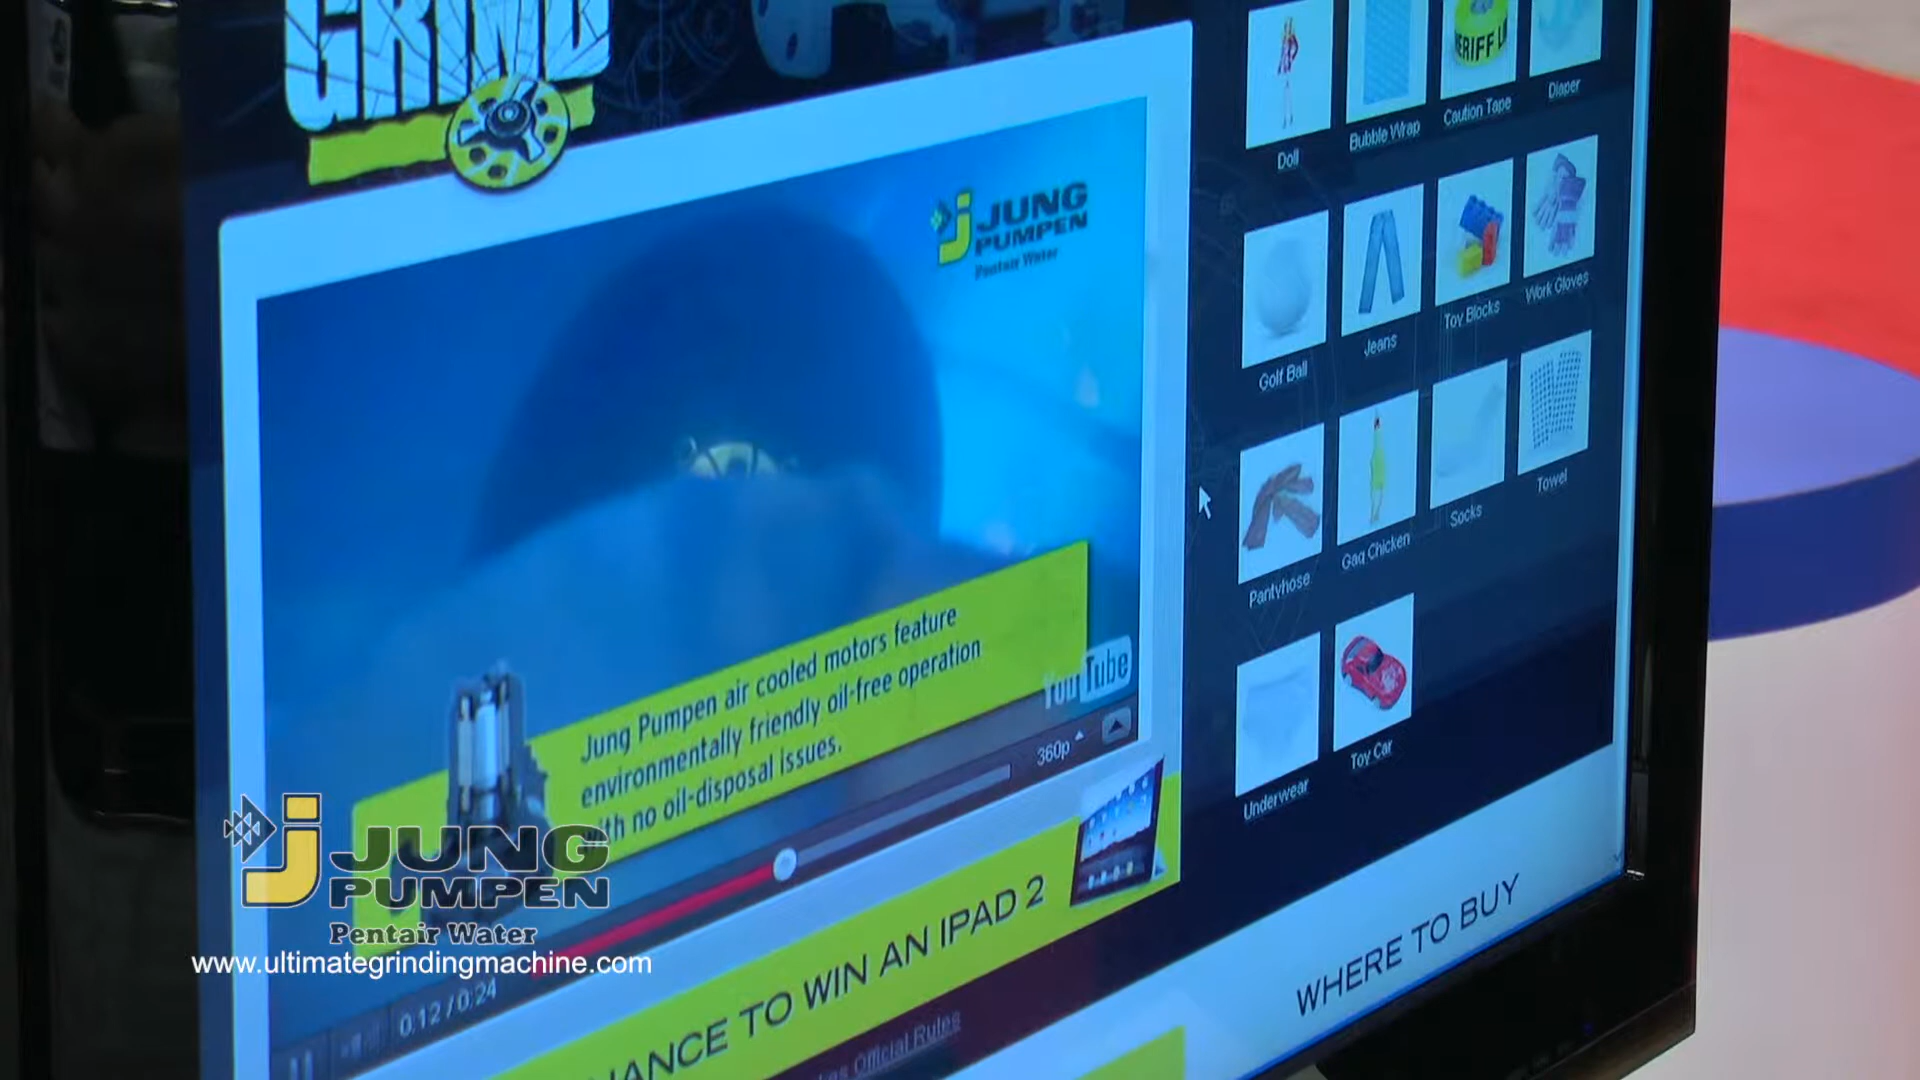 GRIND
JUNG
PUMPEN
Pentair Water
Jung Pumpen air cooled motors feature
environmentally friendly oil-free operation
with no oil-disposal issues.
YouTube
360p
0:12 / 0:24
HANCE TO WIN AN IPAD 2
Official Rules
Doll
Bubble Wrap
SHERIFF LI
Caution Tape
Diaper
Golf Ball
Jeans
Toy Blocks
Work Gloves
Pantyhose
Gag Chicken
Socks
Towel
Underwear
Toy Car
WHERE TO BUY
JUNG
PUMPEN
Pentair Water
www.ultimategrindingmachine.com